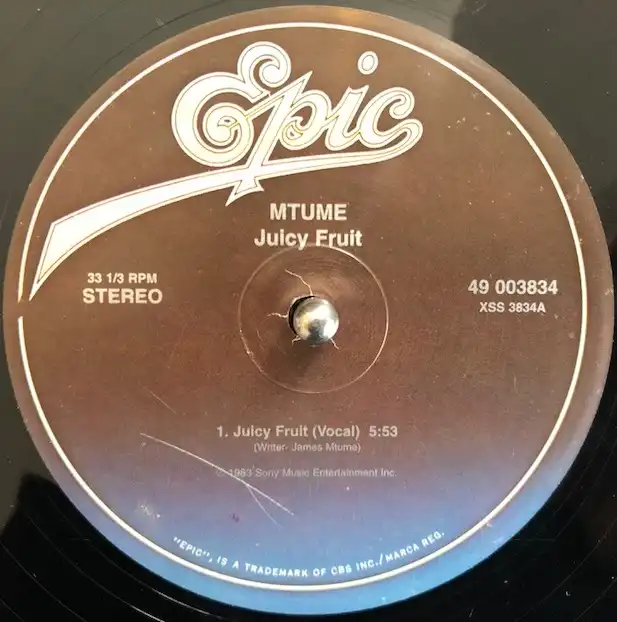 Epic
MTUME
Juicy Fruit
33 1/3 RPM
STEREO
49 003834
XSS 3834A
1. Juicy Fruit (Vocal) 5:53
(Witter- James Mtume)
© 1983 Sony Music Entertainment Inc.
"EPIC", IS A TRADEMARK OF CBS INC./MARCA REG.